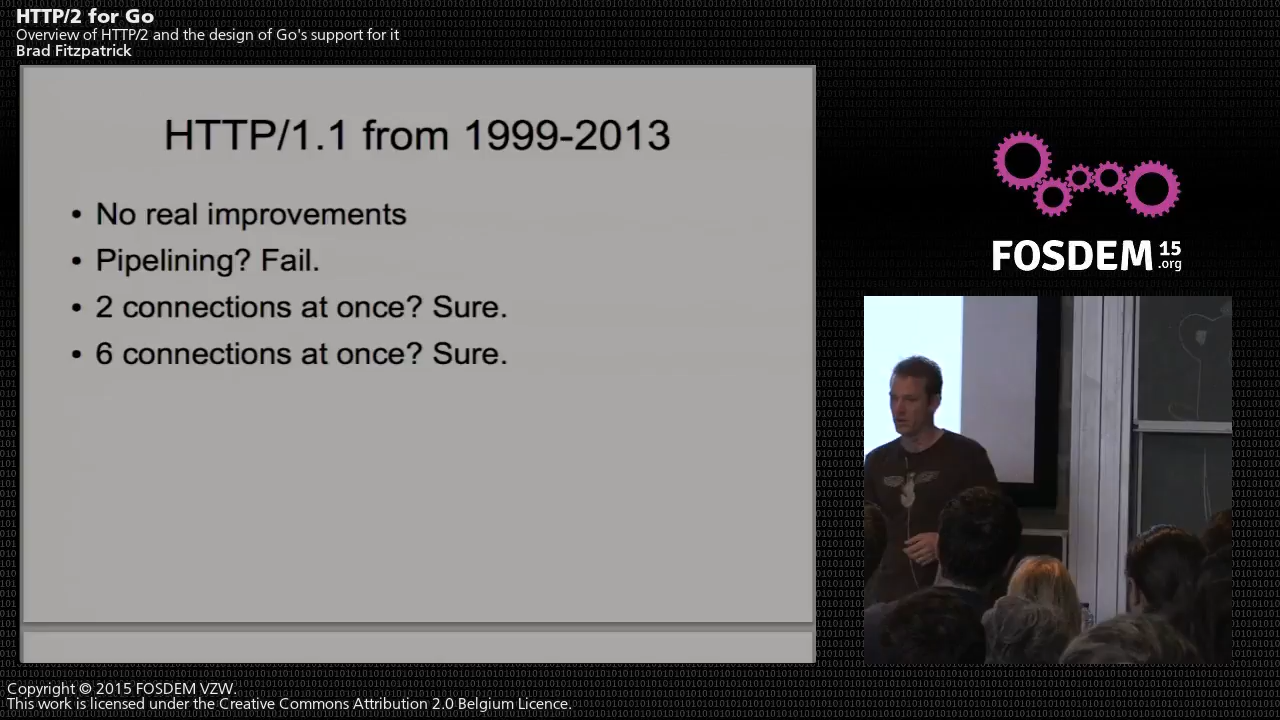 HTTP/2 for Go
Overview of HTTP/2 and the design of Go's support for it
Brad Fitzpatrick
HTTP/1.1 from 1999-2013
• No real improvements
• Pipelining? Fail.
• 2 connections at once? Sure.
• 6 connections at once? Sure.
FOSDEM 15
.org
Copyright © 2015 FOSDEM VZW.
This work is licensed under the Creative Commons Attribution 2.0 Belgium Licence.